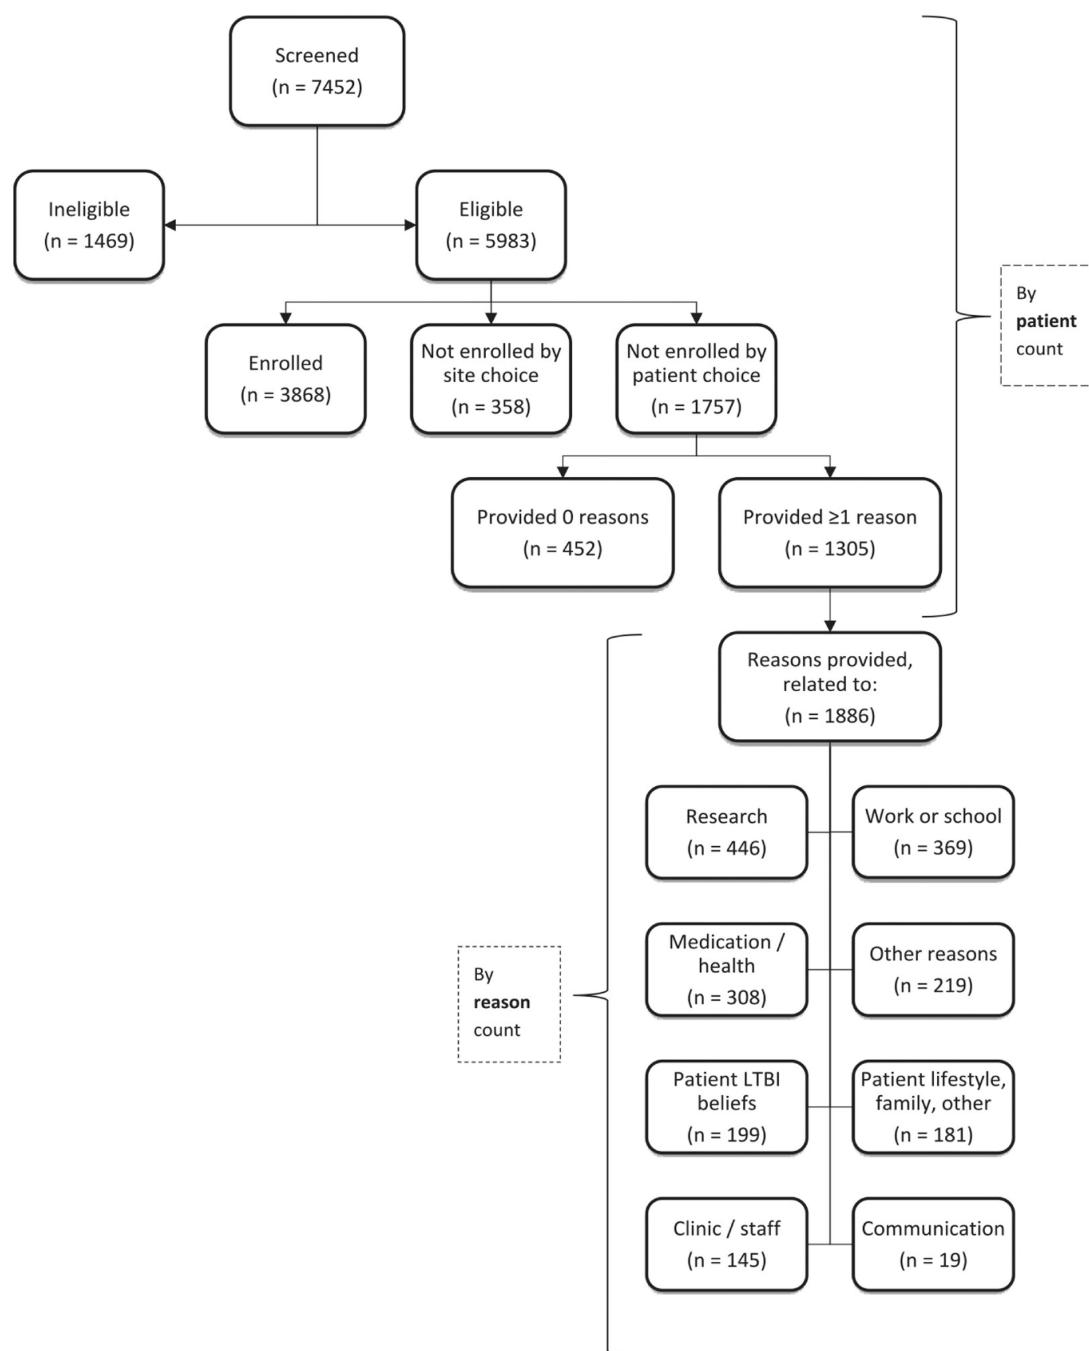 Screened
(n = 7452)
Ineligible
(n = 1469)
Eligible
(n = 5983)
By
patient
count
Enrolled
(n = 3868)
Not enrolled by
site choice
(n = 358)
Not enrolled by
patient choice
(n = 1757)
Provided 0 reasons
(n = 452)
Provided ≥1 reason
(n = 1305)
Reasons provided,
related to:
(n = 1886)
Research
(n = 446)
Work or school
(n = 369)
By
reason
count
Medication /
health
(n = 308)
Other reasons
(n = 219)
Patient LTBI
beliefs
(n = 199)
Patient lifestyle,
family, other
(n = 181)
Clinic / staff
(n = 145)
Communication
(n = 19)